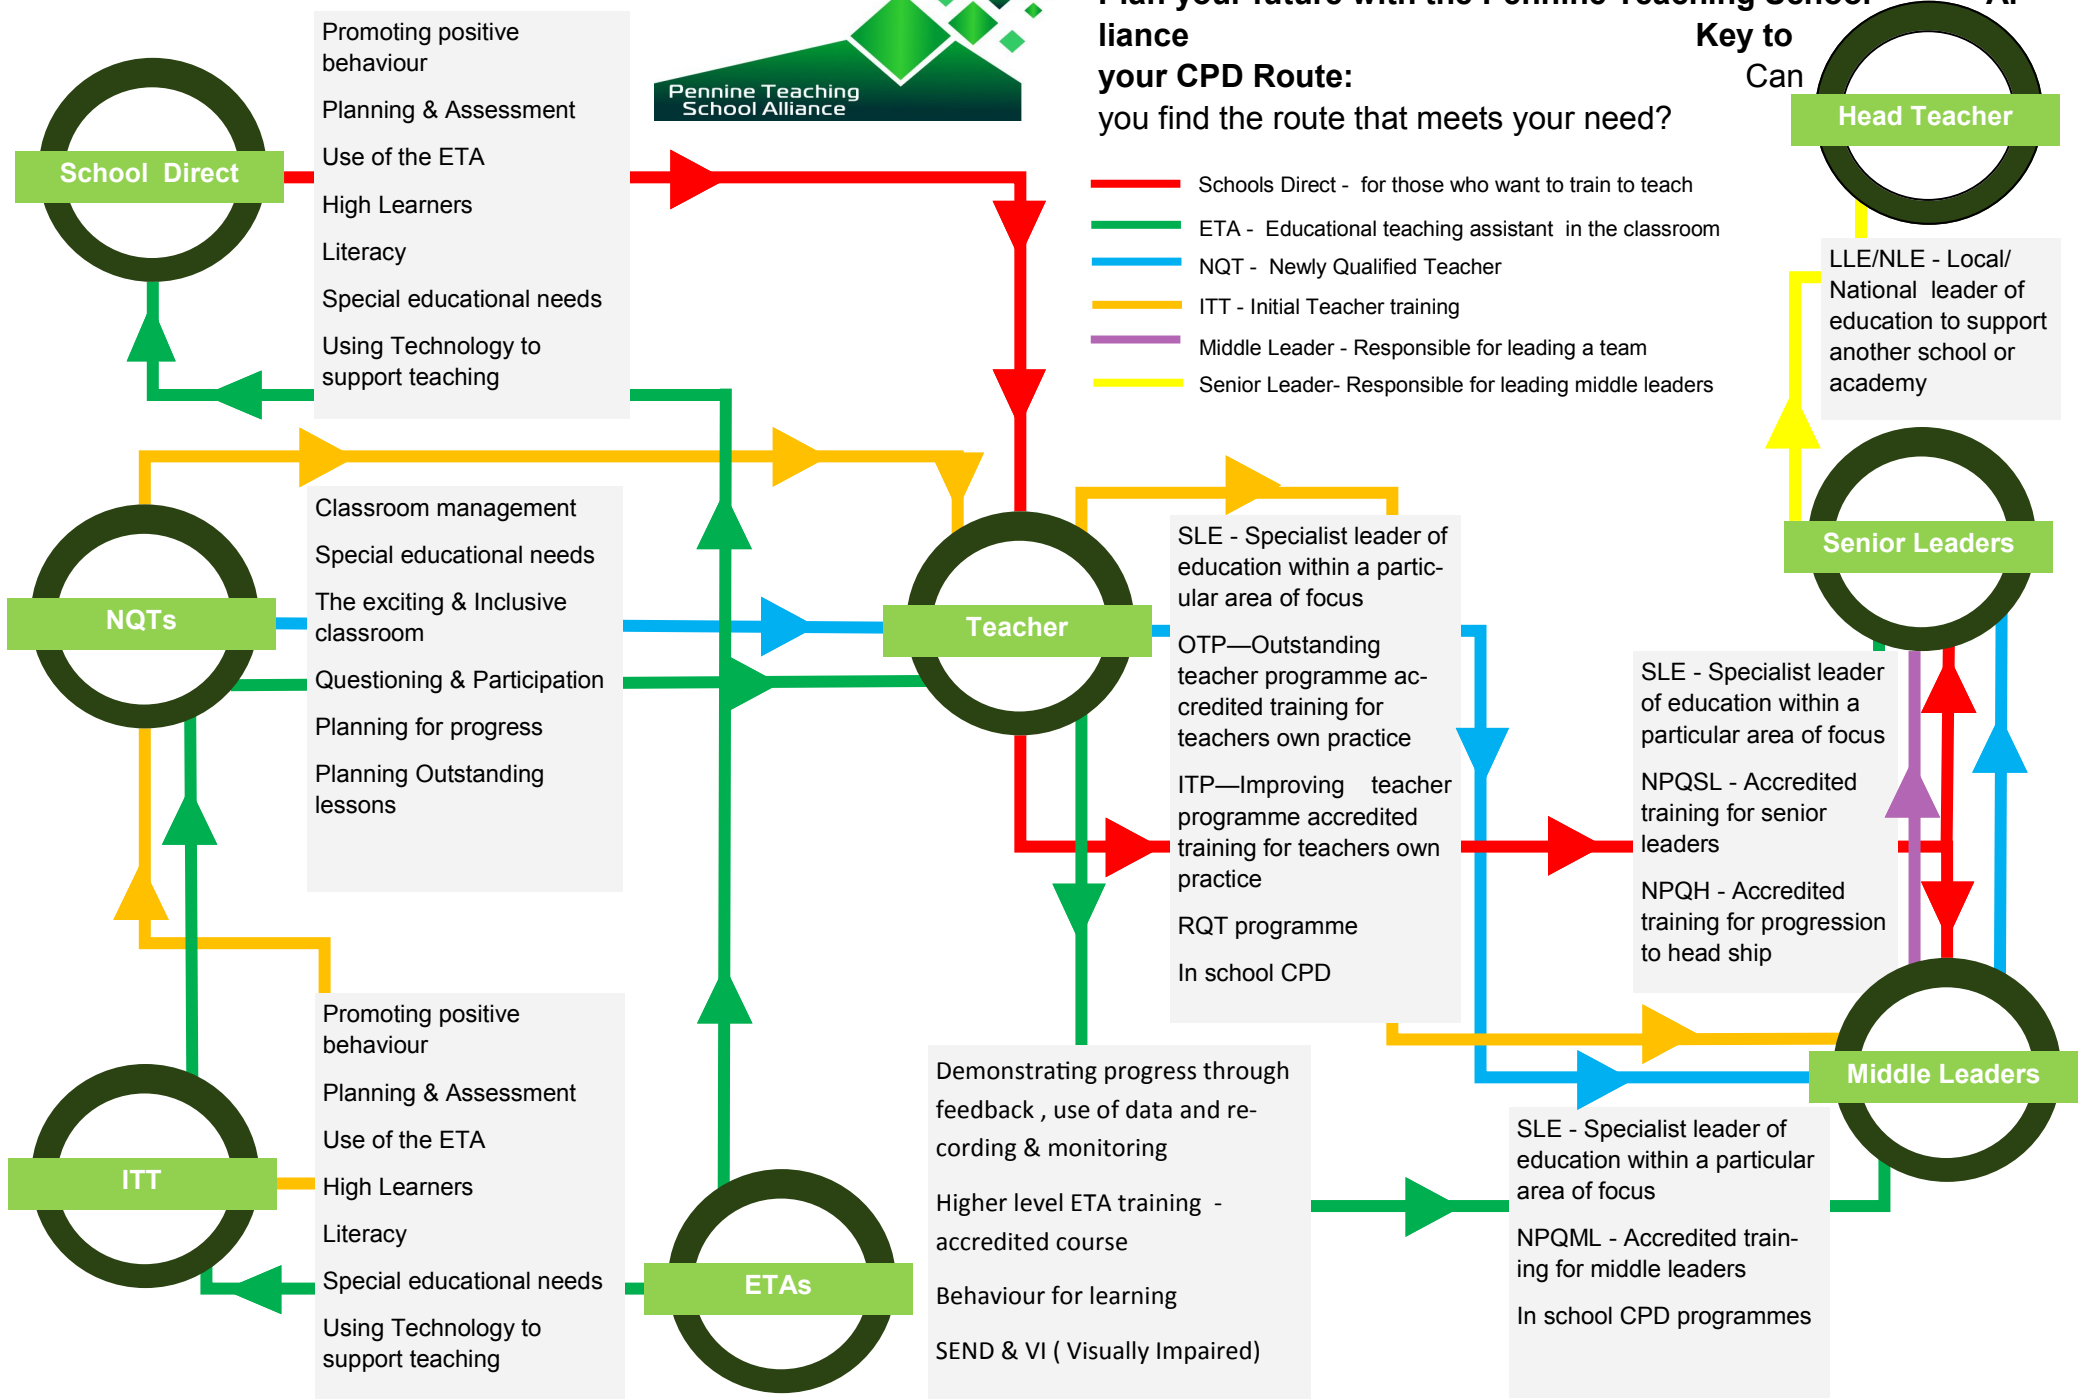 Promoting positive
behaviour
Planning & Assessment
Use of the ETA
High Learners
Literacy
Special educational needs
Using Technology to
support teaching
School Direct
Pennine Teaching
School Alliance
Plan your future with the Pennine Teaching School Al-
liance Key to
your CPD Route: Can
you find the route that meets your need?
Schools Direct - for those who want to train to teach
ETA - Educational teaching assistant in the classroom
NQT - Newly Qualified Teacher
ITT - Initial Teacher training
Middle Leader - Responsible for leading a team
Senior Leader- Responsible for leading middle leaders
Head Teacher
LLE/NLE - Local/
National leader of
education to support
another school or
academy
Senior Leaders
NQTs
Classroom management
Special educational needs
The exciting & Inclusive
classroom
Questioning & Participation
Planning for progress
Planning Outstanding
lessons
Teacher
SLE - Specialist leader of
education within a partic-
ular area of focus
OTP—Outstanding
teacher programme ac-
credited training for
teachers own practice
ITP—Improving teacher
programme accredited
training for teachers own
practice
RQT programme
In school CPD
SLE - Specialist leader
of education within a
particular area of focus
NPQSL - Accredited
training for senior
leaders
NPQH - Accredited
training for progression
to head ship
Middle Leaders
ITT
Promoting positive
behaviour
Planning & Assessment
Use of the ETA
High Learners
Literacy
Special educational needs
Using Technology to
support teaching
ETAs
Demonstrating progress through
feedback , use of data and re-
cording & monitoring
Higher level ETA training -
accredited course
Behaviour for learning
SEND & VI ( Visually Impaired)
SLE - Specialist leader of
education within a particular
area of focus
NPQML - Accredited train-
ing for middle leaders
In school CPD programmes